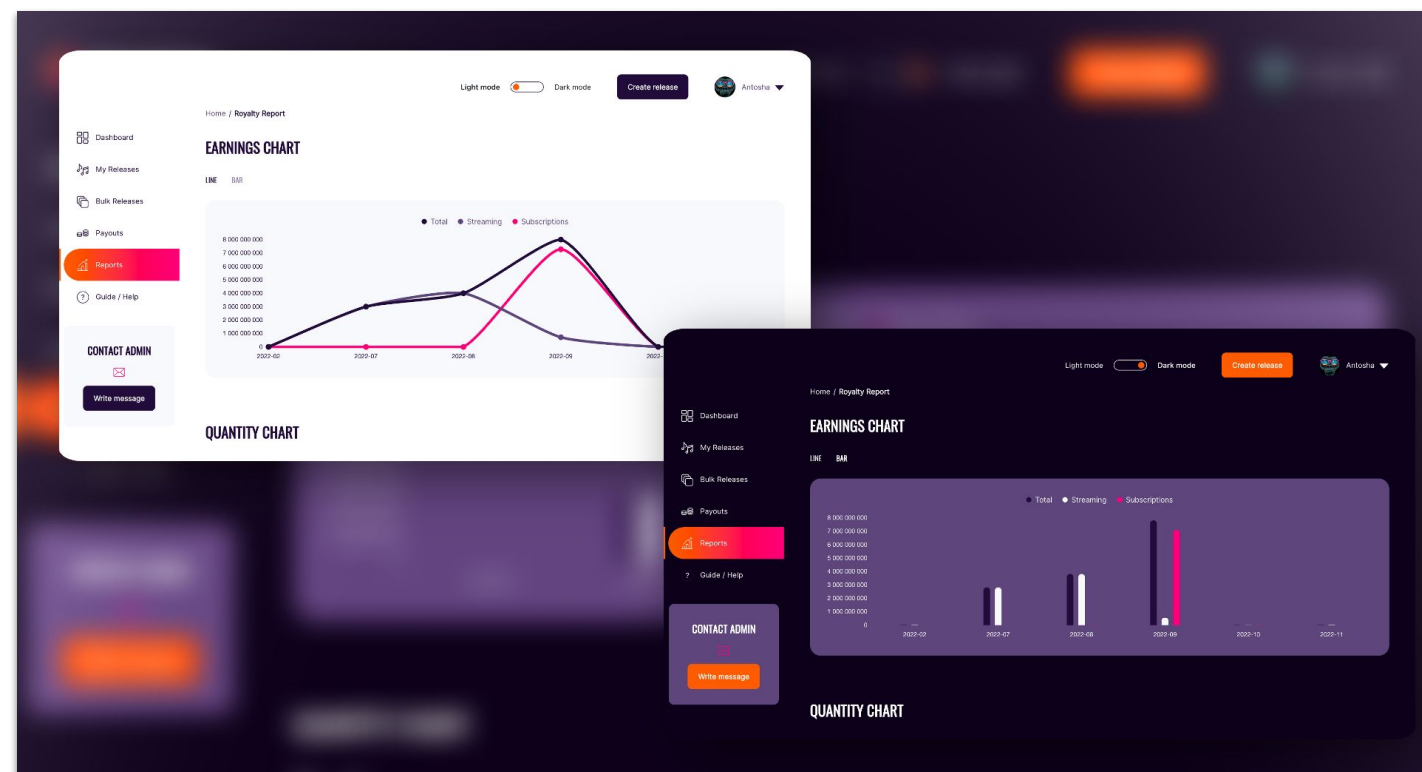 Light mode Dark mode Create release Antosha
Home / Royalty Report
EARNINGS CHART
LINE BAR
Dashboard
My Releases
Bulk Releases
Payouts
Reports
Guide / Help
CONTACT ADMIN
Write message
Total Streaming Subscriptions
8 000 000 000
7 000 000 000
6 000 000 000
5 000 000 000
4 000 000 000
3 000 000 000
2 000 000 000
1 000 000 000
0
2022-02 2022-07 2022-08 2022-09 2022-
QUANTITY CHART
Light mode Dark mode Create release Antosha
Home / Royalty Report
EARNINGS CHART
LINE BAR
Dashboard
My Releases
Bulk Releases
Payouts
Reports
? Guide / Help
CONTACT ADMIN
Write message
Total Streaming Subscriptions
8 000 000 000
7 000 000 000
6 000 000 000
5 000 000 000
4 000 000 000
3 000 000 000
2 000 000 000
1 000 000 000
0
2022-02 2022-07 2022-08 2022-09 2022-10 2022-11
QUANTITY CHART